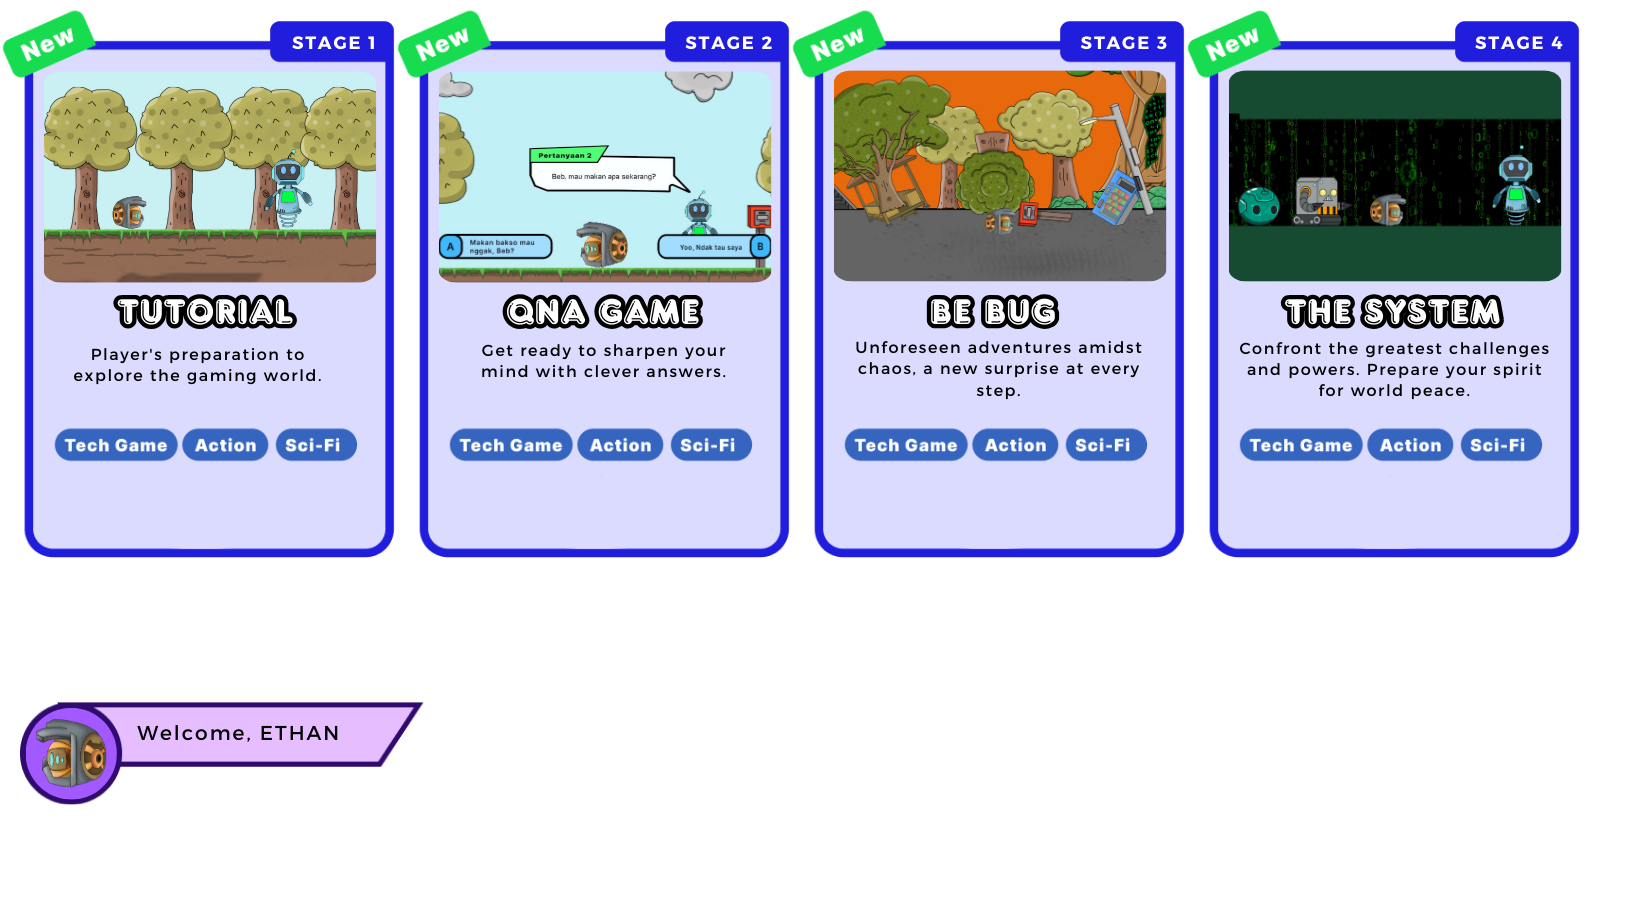 New
STAGE 1
TUTORIAL
Player's preparation to
explore the gaming world.
Tech Game
Action
Sci-Fi
New
STAGE 2
Pertanyaan 2
Beb, mau makan apa sekarang?
A
Makan bakso mau
nggak, Beb?
Yoo, Ndak tau saya
B
QNA GAME
Get ready to sharpen your
mind with clever answers.
Tech Game
Action
Sci-Fi
New
STAGE 3
BE BUG
Unforeseen adventures amidst
chaos, a new surprise at every
step.
Tech Game
Action
Sci-Fi
New
STAGE 4
THE SYSTEM
Confront the greatest challenges
and powers. Prepare your spirit
for world peace.
Tech Game
Action
Sci-Fi
Welcome, ETHAN